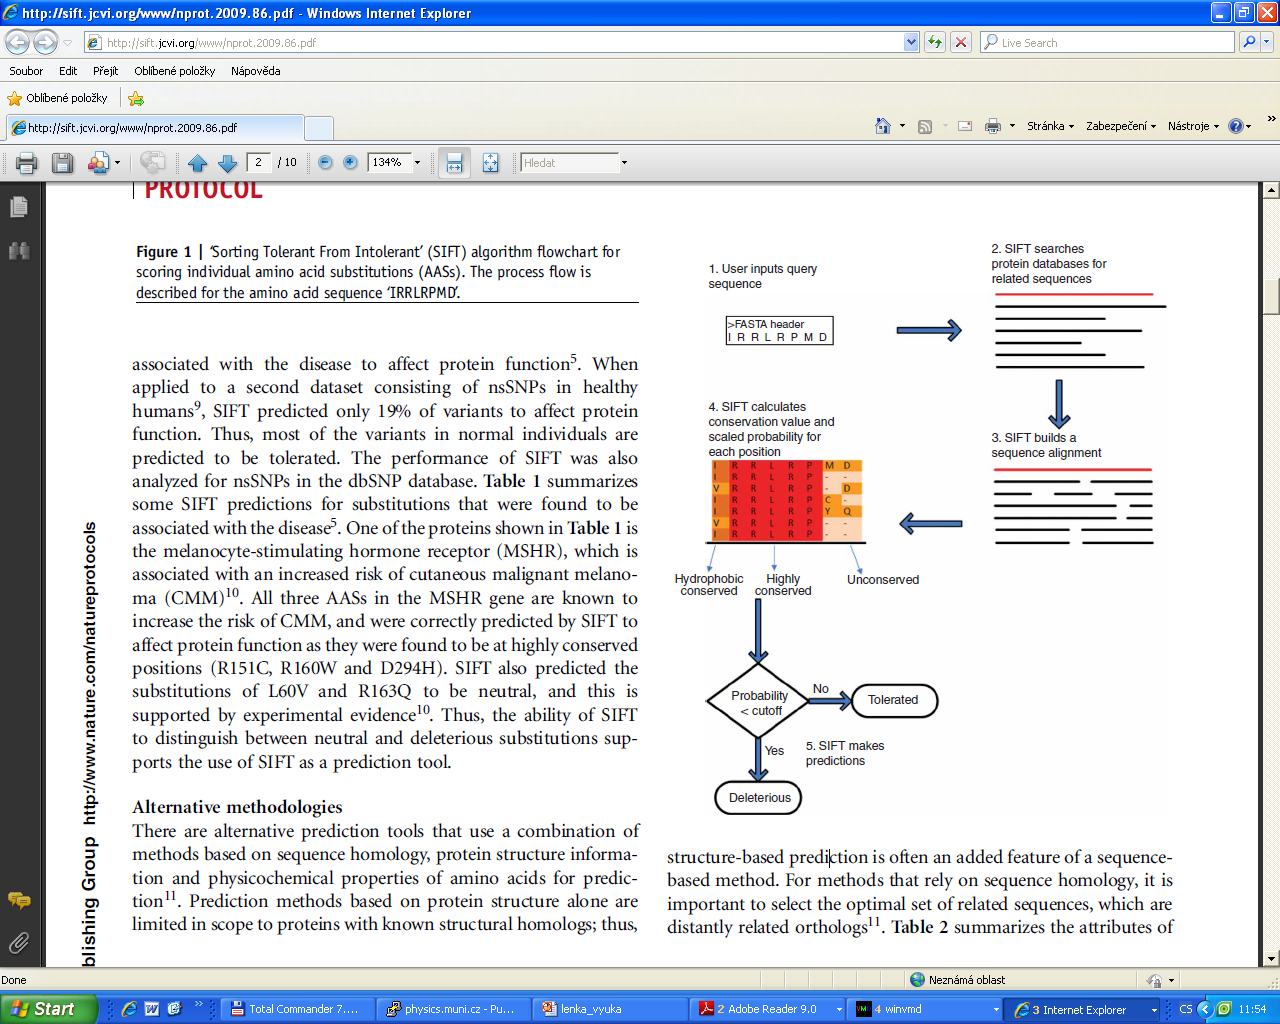 http://sift.jcvi.org/www/nprot.2009.86.pdf - Windows Internet Explorer
http://sift.jcvi.org/www/nprot.2009.86.pdf
Live Search
Soubor Edit Přejít Oblíbené položky Nápověda
Oblíbené položky
http://sift.jcvi.org/www/nprot.2009.86.pdf
Stránka Zabezpečení Nástroje »
2 / 10 134% Hledat
PROTOCOL
Figure 1 | ‘Sorting Tolerant From Intolerant’ (SIFT) algorithm flowchart for
scoring individual amino acid substitutions (AASs). The process flow is
described for the amino acid sequence ‘IRRLRPMD’.
associated with the disease to affect protein function5. When
applied to a second dataset consisting of nsSNPs in healthy
humans9, SIFT predicted only 19% of variants to affect protein
function. Thus, most of the variants in normal individuals are
predicted to be tolerated. The performance of SIFT was also
analyzed for nsSNPs in the dbSNP database. Table 1 summarizes
some SIFT predictions for substitutions that were found to be
associated with the disease5. One of the proteins shown in Table 1 is
the melanocyte-stimulating hormone receptor (MSHR), which is
associated with an increased risk of cutaneous malignant melano-
ma (CMM)10. All three AASs in the MSHR gene are known to
increase the risk of CMM, and were correctly predicted by SIFT to
affect protein function as they were found to be at highly conserved
positions (R151C, R160W and D294H). SIFT also predicted the
substitutions of L60V and R163Q to be neutral, and this is
supported by experimental evidence10. Thus, the ability of SIFT
to distinguish between neutral and deleterious substitutions sup-
ports the use of SIFT as a prediction tool.
Alternative methodologies
There are alternative prediction tools that use a combination of
methods based on sequence homology, protein structure informa-
tion and physicochemical properties of amino acids for predic-
tion11. Prediction methods based on protein structure alone are
limited in scope to proteins with known structural homologs; thus,
blishing Group http://www.nature.com/natureprotocols
1. User inputs query
sequence
>FASTA header
I R R L R P M D
2. SIFT searches
protein databases for
related sequences
3. SIFT builds a
sequence alignment
4. SIFT calculates
conservation value and
scaled probability for
each position
I R R L R P M D
I R R L R P - -
V R R L R P - D
I R R L R P C -
I R R L R P Y Q
V R R L R P - -
I R R L R P - -
Hydrophobic
conserved
Highly
conserved
Unconserved
Probability
< cutoff
No
Tolerated
Yes
5. SIFT makes
predictions
Deleterious
structure-based prediction is often an added feature of a sequence-
based method. For methods that rely on sequence homology, it is
important to select the optimal set of related sequences, which are
distantly related orthologs11. Table 2 summarizes the attributes of
Done Neznámá oblast
Start » Total Commander 7.... physics.muni.cz - Pu... lenka_vyuka 2 Adobe Reader 9.0 4 winvmd 3 Internet Explorer CS 11:54